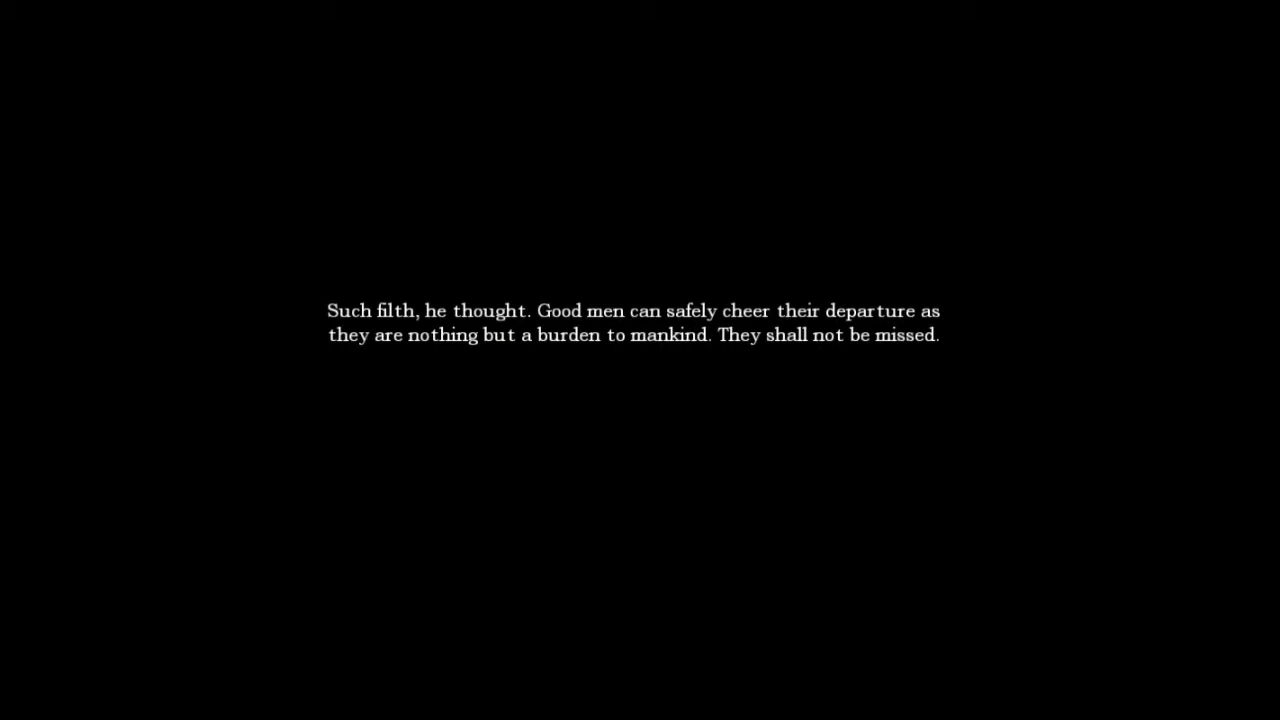 Such filth, he thought. Good men can safely cheer their departure as
they are nothing but a burden to mankind. They shall not be missed.